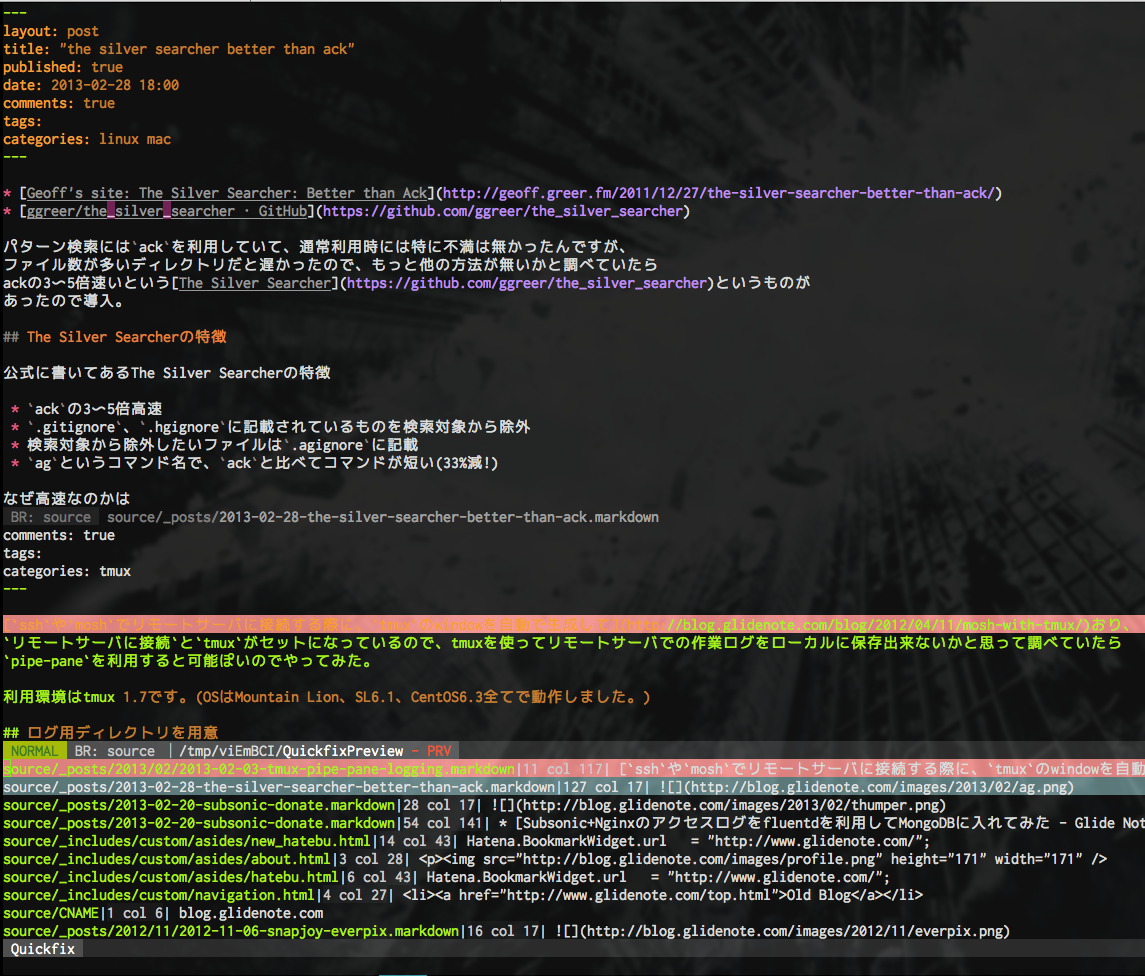 ---
layout: post
title: "the silver searcher better than ack"
published: true
date: 2013-02-28 18:00
comments: true
tags:
categories: linux mac
---
* [Geoff's site: The Silver Searcher: Better than Ack](http://geoff.greer.fm/2011/12/27/the-silver-searcher-better-than-ack/)
* [ggreer/the_silver_searcher · GitHub](https://github.com/ggreer/the_silver_searcher)
パターン検索には`ack`を利用していて、通常利用時には特に不満は無かったんですが、
ファイル数が多いディレクトリだと遅かったので、もっと他の方法が無いかと調べていたら
ackの3〜5倍速いという[The Silver Searcher](https://github.com/ggreer/the_silver_searcher)というものが
あったので導入。
## The Silver Searcherの特徴
公式に書いてあるThe Silver Searcherの特徴
* `ack`の3〜5倍高速
* `.gitignore`、`.hgignore`に記載されているものを検索対象から除外
* 検索対象から除外したいファイルは`.agignore`に記載
* `ag`というコマンド名で、`ack`と比べてコマンドが短い(33%減!)
なぜ高速なのかは
BR: source source/_posts/2013-02-28-the-silver-searcher-better-than-ack.markdown
comments: true
tags:
categories: tmux
---
[`ssh`や`mosh`でリモートサーバに接続する際に、`tmux`のwindowを自動で生成して](http://blog.glidenote.com/blog/2012/04/11/mosh-with-tmux/)おり、
`リモートサーバに接続`と`tmux`がセットになっているので、tmuxを使ってリモートサーバでの作業ログをローカルに保存出来ないかと思って調べていたら
`pipe-pane`を利用すると可能ぽいのでやってみた。
利用環境はtmux 1.7です。(OSはMountain Lion、SL6.1、CentOS6.3全てで動作しました。)
## ログ用ディレクトリを用意
NORMAL BR: source | /tmp/viEmBCI/QuickfixPreview - PRV
source/_posts/2013/02/2013-02-03-tmux-pipe-pane-logging.markdown|11 col 117| [`ssh`や`mosh`でリモートサーバに接続する際に、`tmux`のwindowを自動
source/_posts/2013-02-28-the-silver-searcher-better-than-ack.markdown|127 col 17| ![](http://blog.glidenote.com/images/2013/02/ag.png)
source/_posts/2013-02-20-subsonic-donate.markdown|28 col 17| ![](http://blog.glidenote.com/images/2013/02/thumper.png)
source/_posts/2013-02-20-subsonic-donate.markdown|54 col 141| * [Subsonic+Nginxのアクセスログをfluentdを利用してMongoDBに入れてみた - Glide Not
source/_includes/custom/asides/new_hatebu.html|14 col 43| Hatena.BookmarkWidget.url   = "http://www.glidenote.com/";
source/_includes/custom/asides/about.html|3 col 28| <p><img src="http://blog.glidenote.com/images/profile.png" height="171" width="171" />
source/_includes/custom/asides/hatebu.html|6 col 43| Hatena.BookmarkWidget.url   = "http://www.glidenote.com/";
source/_includes/custom/navigation.html|4 col 27| <li><a href="http://www.glidenote.com/top.html">Old Blog</a></li>
source/CNAME|1 col 6| blog.glidenote.com
source/_posts/2012/11/2012-11-06-snapjoy-everpix.markdown|16 col 17| ![](http://blog.glidenote.com/images/2012/11/everpix.png)
Quickfix